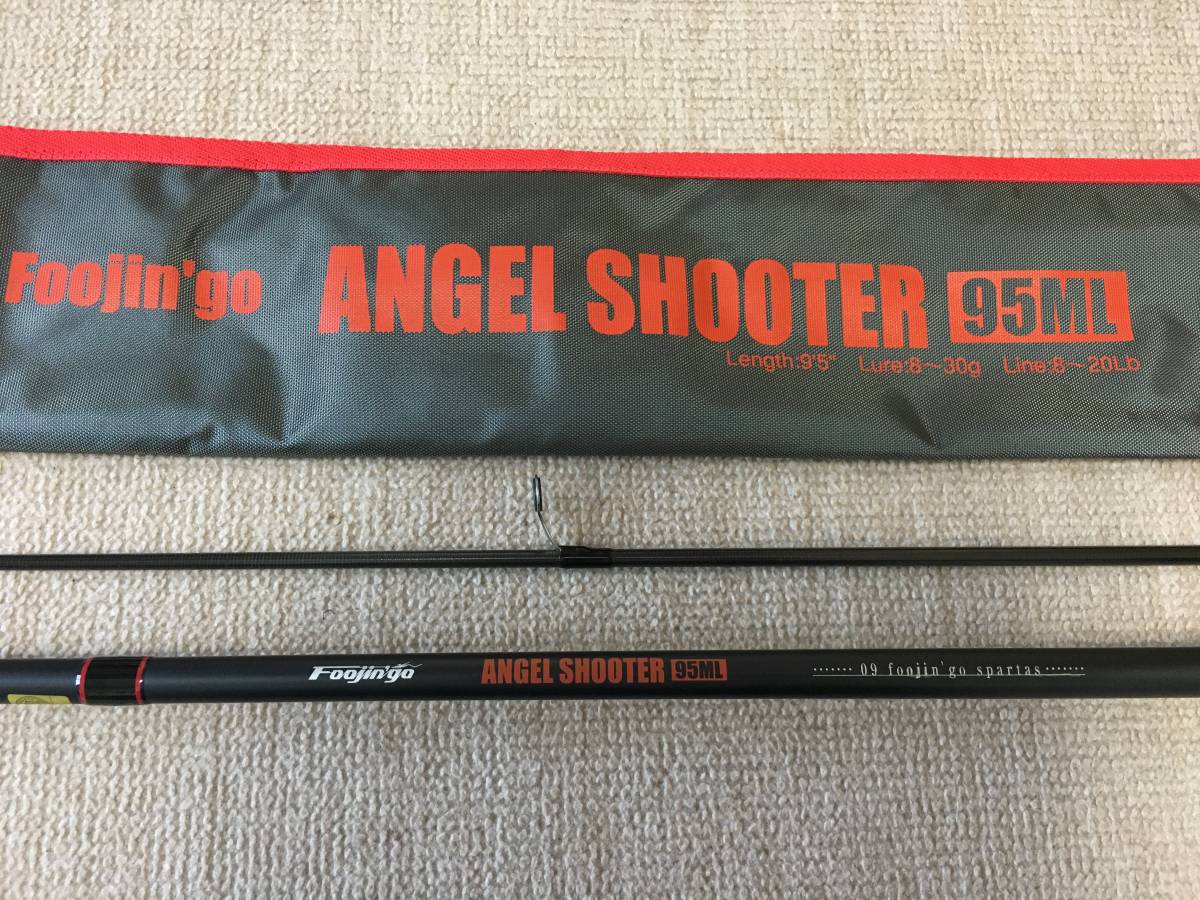 Foojin'go ANGEL SHOOTER 95ML
Length:9'5" Lure:8～30g Line:8～20Lb
Foojin'go ANGEL SHOOTER 95ML ······· 09 foojin'go spartas ·······